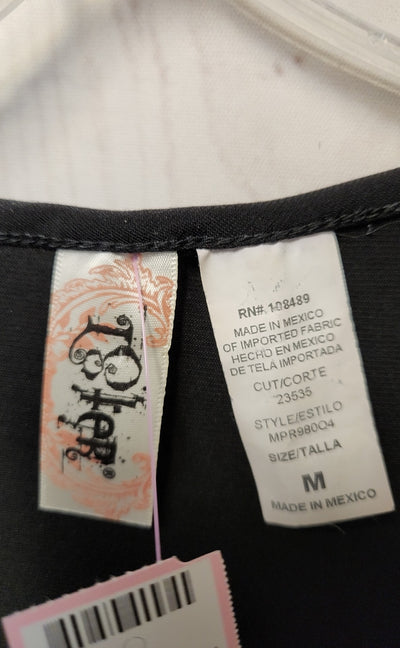 RN#.108489
MADE IN MEXICO
OF IMPORTED FABRIC
HECHO EN MEXICO
DE TELA IMPORTADA
CUT/CORTE
23535
STYLE/ESTILO
MPR980Q4
SIZE/TALLA
M
MADE IN MEXICO